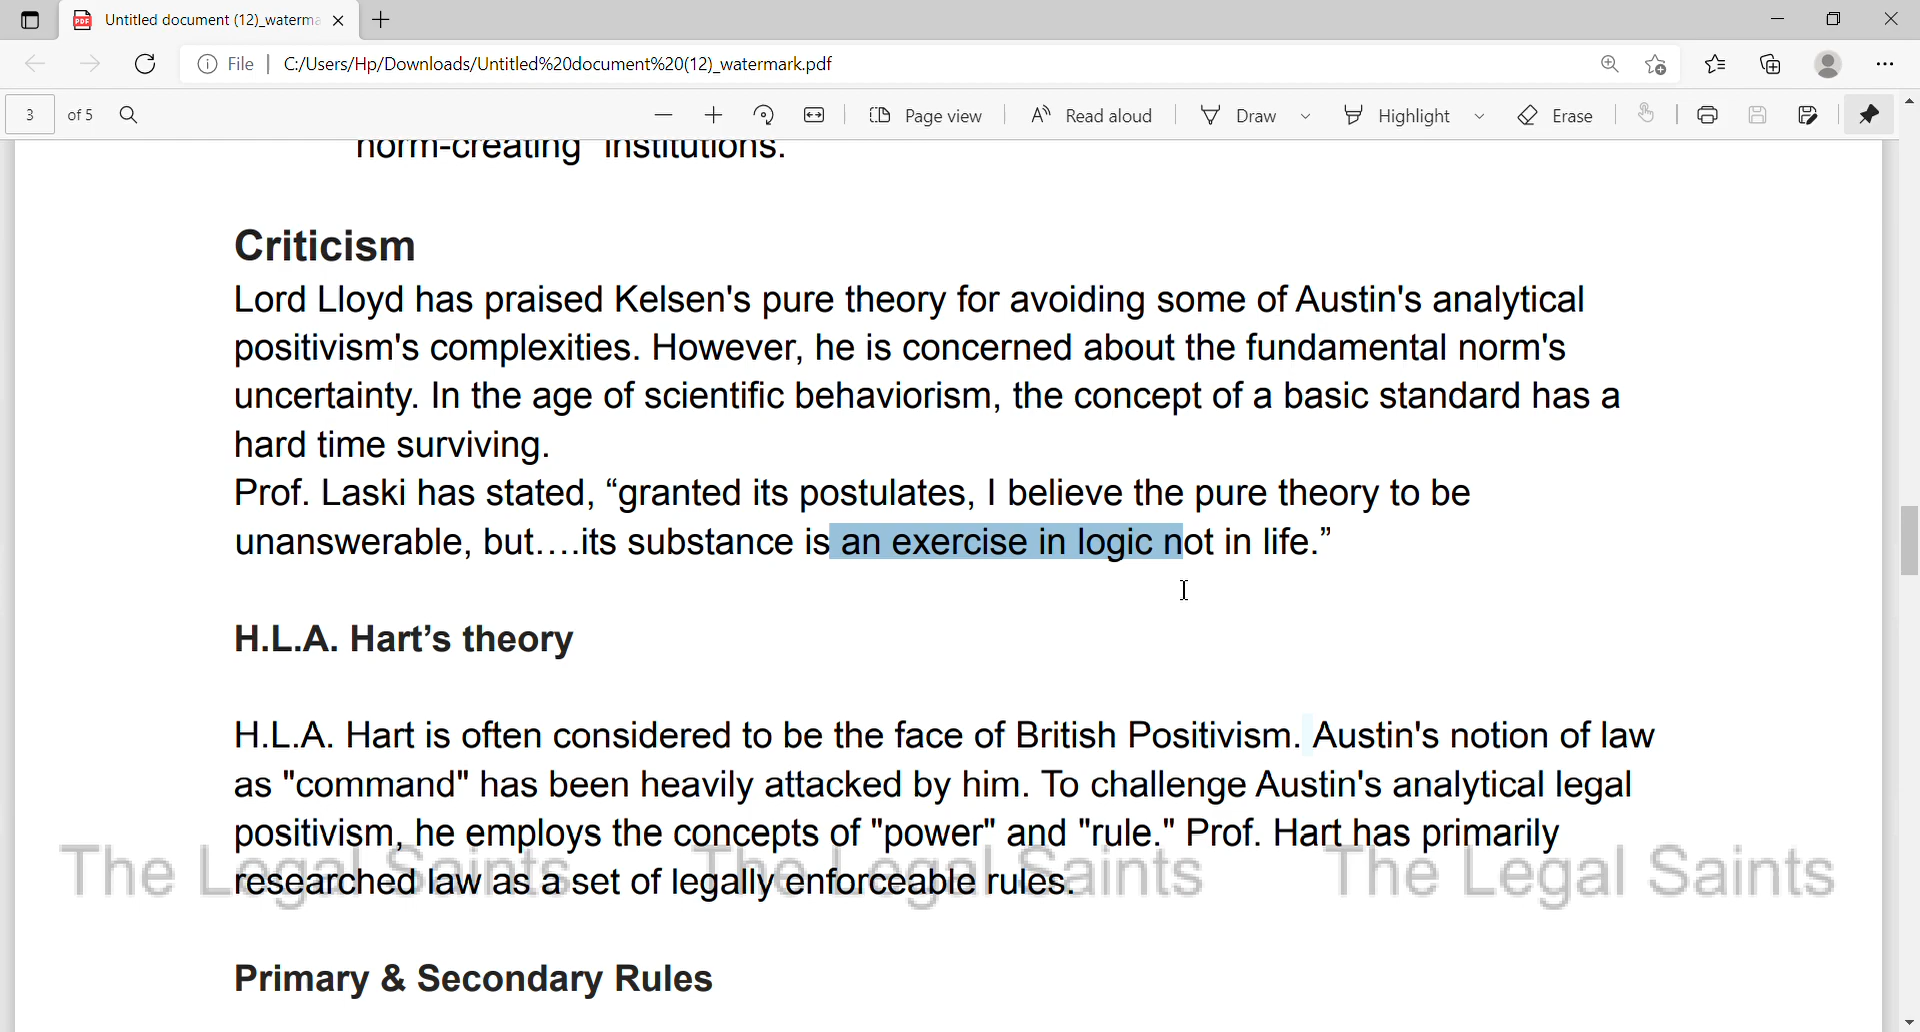 Untitled document (12)_waterma
File
C:/Users/Hp/Downloads/Untitled%20document%20(12)_watermark.pdf
3 of 5
Page view
Read aloud
Draw
Highlight
Erase
norm-creating" institutions.
Criticism
Lord Lloyd has praised Kelsen's pure theory for avoiding some of Austin's analytical
positivism's complexities. However, he is concerned about the fundamental norm's
uncertainty. In the age of scientific behaviorism, the concept of a basic standard has a
hard time surviving.
Prof. Laski has stated, “granted its postulates, I believe the pure theory to be
unanswerable, but….its substance is an exercise in logic not in life.”
H.L.A. Hart’s theory
H.L.A. Hart is often considered to be the face of British Positivism. Austin's notion of law
as "command" has been heavily attacked by him. To challenge Austin's analytical legal
positivism, he employs the concepts of "power" and "rule." Prof. Hart has primarily
researched law as a set of legally enforceable rules.
The Legal Saints The Legal Saints The Legal Saints
Primary & Secondary Rules